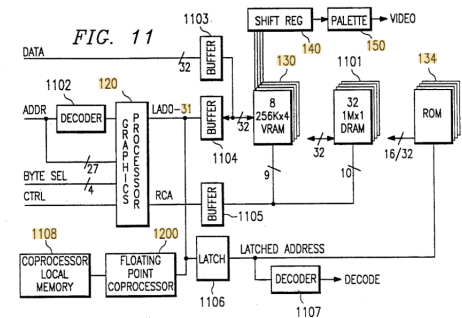 FIG. 11
1103
SHIFT REG
PALETTE
VIDEO
140
150
DATA
32
BUFFER
130
1101
134
1102
120
ADDR
DECODER
GRAPHICS
PROCESSOR
LAD0-31
BUFFER
32
8
256Kx4
VRAM
32
1Mx1
DRAM
ROM
1104
32
16/32
27
BYTE SEL
4
9
10
CTRL
RCA
BUFFER
1105
1108
1200
COPROCESSOR
LOCAL
MEMORY
FLOATING
POINT
COPROCESSOR
LATCH
LATCHED ADDRESS
1106
DECODER
DECODE
1107